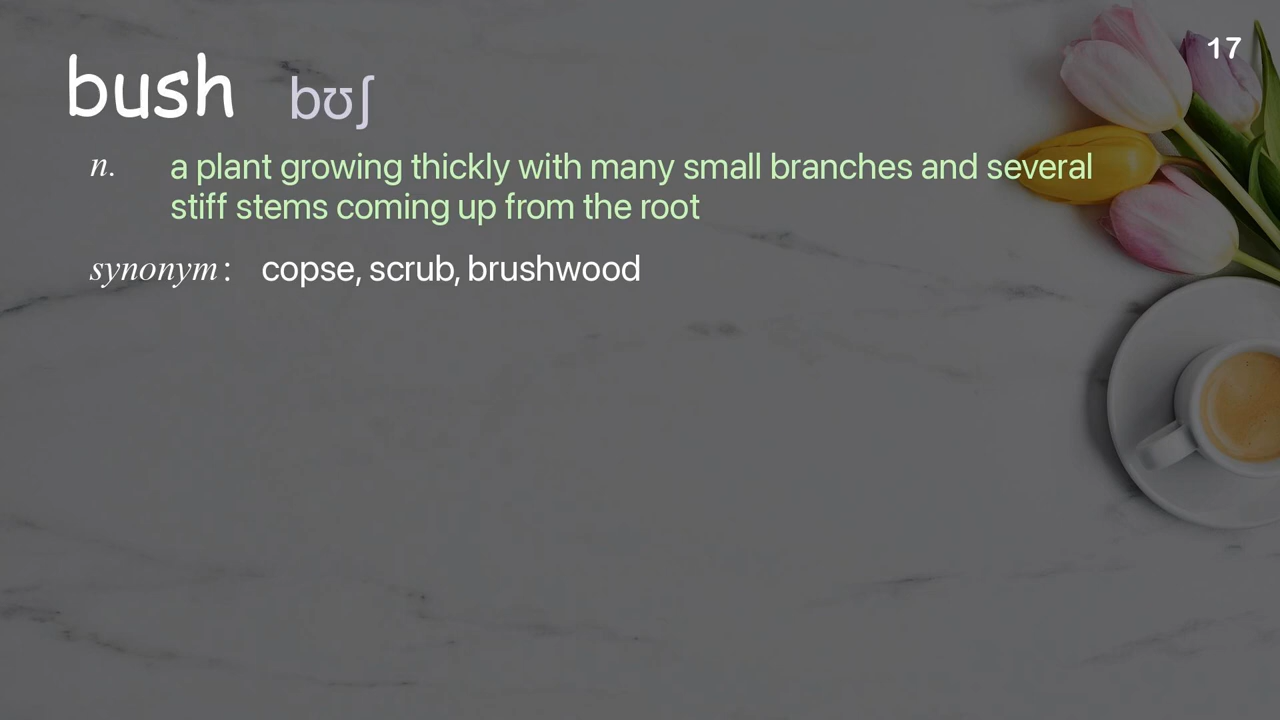 17
bush bʊʃ
n. a plant growing thickly with many small branches and several
stiff stems coming up from the root
synonym: copse, scrub, brushwood